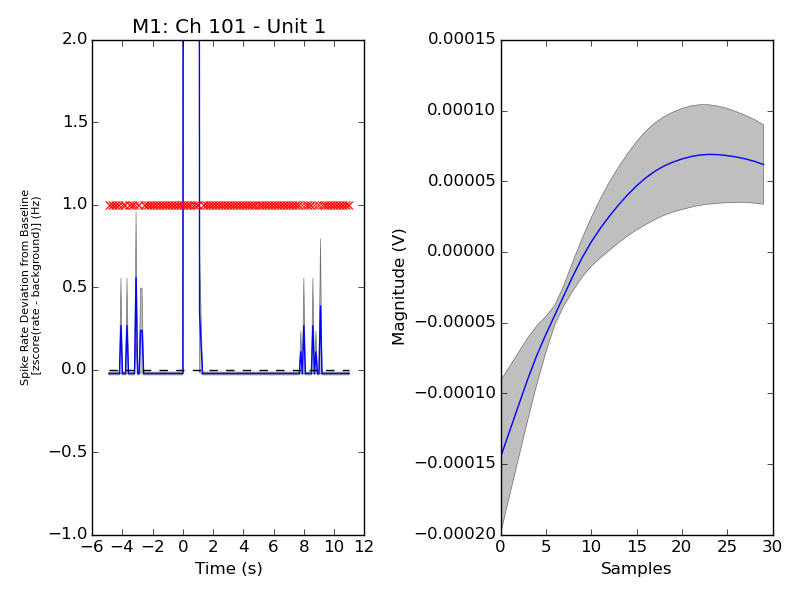 M1: Ch 101 - Unit 1
2.0
1.5
1.0
0.5
0.0
−0.5
−1.0
−6 −4 −2 0 2 4 6 8 10 12
Time (s)
Spike Rate Deviation from Baseline
[zscore(rate - background)] (Hz)
0.00015
0.00010
0.00005
0.00000
−0.00005
−0.00010
−0.00015
−0.00020
0 5 10 15 20 25 30
Samples
Magnitude (V)